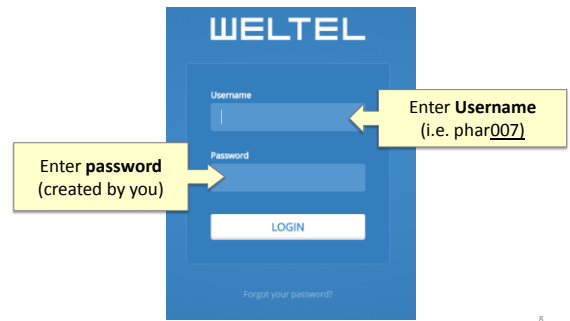 WELTEL
Username
Enter Username
(i.e. phar007)
Password
Enter password
(created by you)
LOGIN
Forgot your password?
8